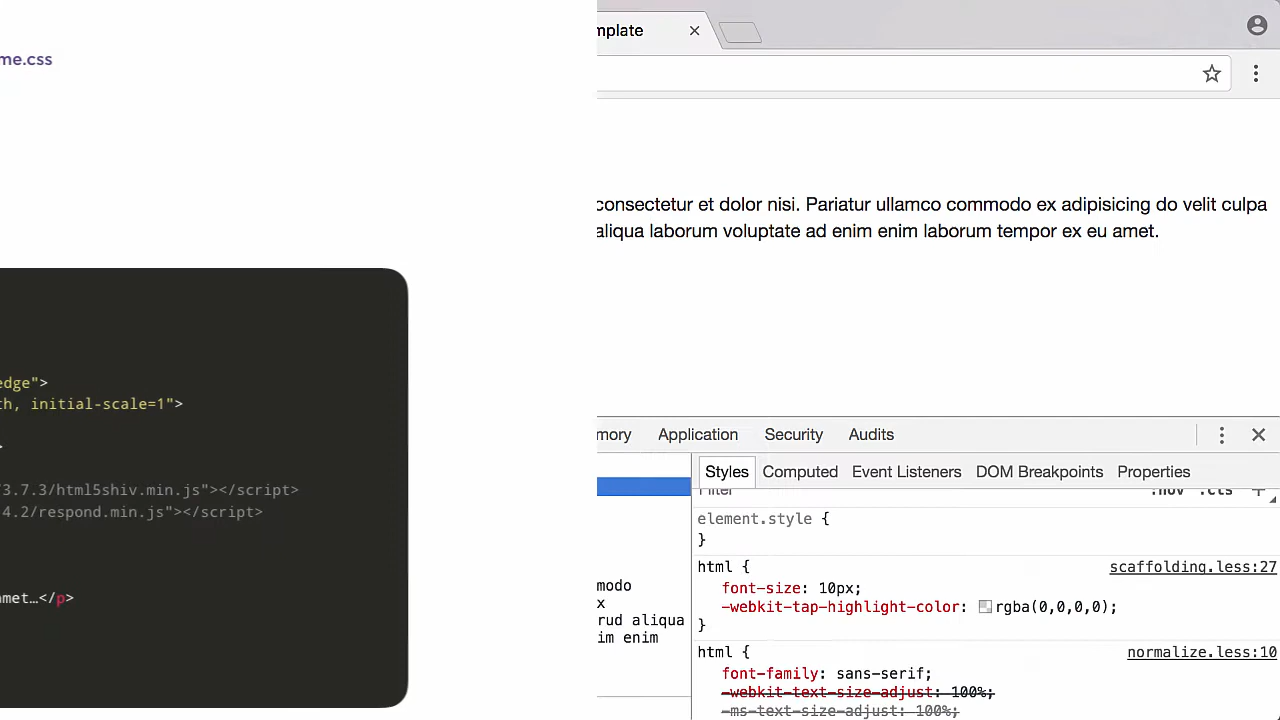 me.css
edge">
th, initial-scale=1">
>
/3.7.3/html5shiv.min.js"></script>
4.2/respond.min.js"></script>
amet…</p>
mplate
consectetur et dolor nisi. Pariatur ullamco commodo ex adipisicing do velit culpa
aliqua laborum voluptate ad enim enim laborum tempor ex eu amet.
mory Application Security Audits
Styles Computed Event Listeners DOM Breakpoints Properties
Filter :hov .cls +
modo
x
rud aliqua
im enim
element.style {
}
html { scaffolding.less:27
font-size: 10px;
-webkit-tap-highlight-color: rgba(0,0,0,0);
}
html { normalize.less:10
font-family: sans-serif;
-webkit-text-size-adjust: 100%;
-ms-text-size-adjust: 100%;